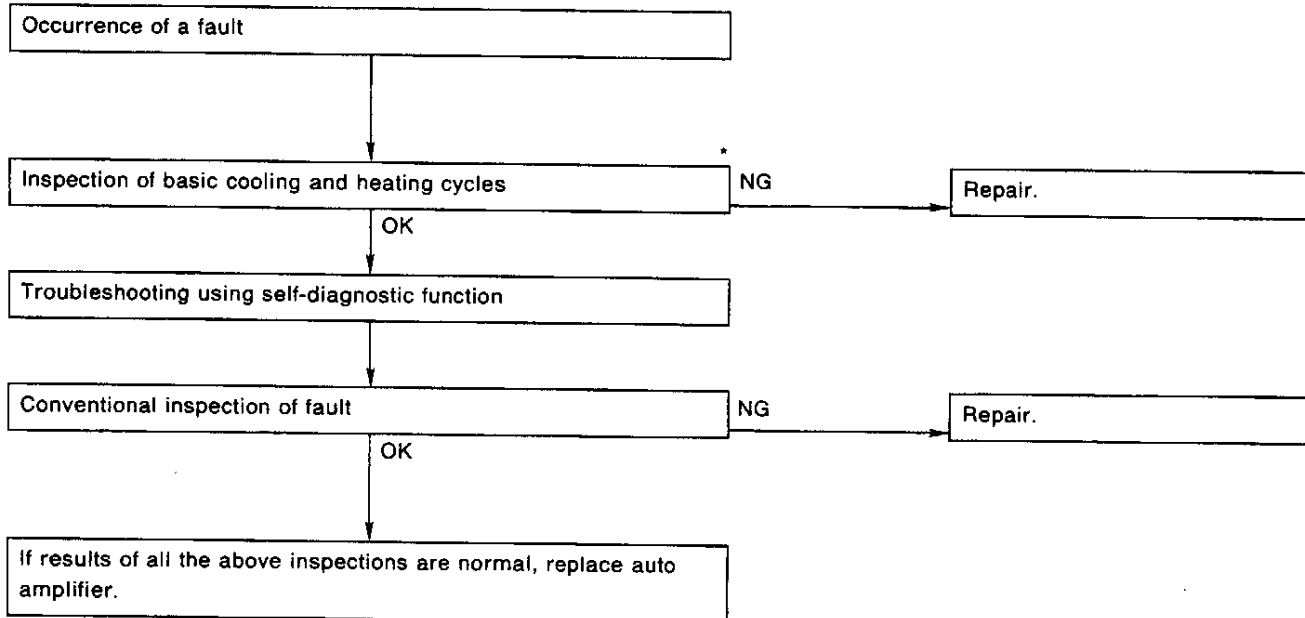 Occurrence of a fault
*
Inspection of basic cooling and heating cycles
NG
Repair.
OK
Troubleshooting using self-diagnostic function
Conventional inspection of fault
NG
Repair.
OK
If results of all the above inspections are normal, replace auto
amplifier.